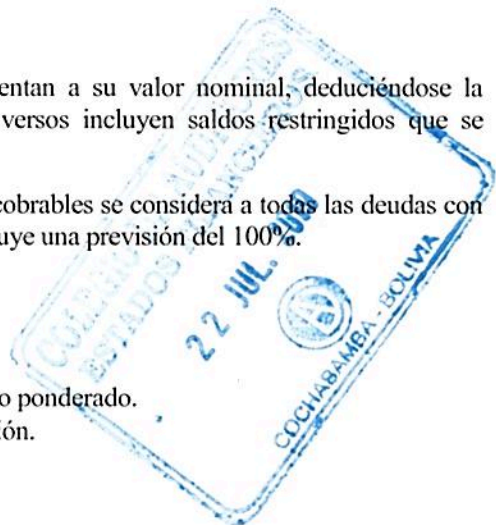 entan a su valor nominal, deduciéndose la
versos incluyen saldos restringidos que se
cobrables se considera a todas las deudas con
uye una previsión del 100%.
o ponderado.
ón.
ESTADOS
22 JUL.
COCHABAMBA - BOLIVIA